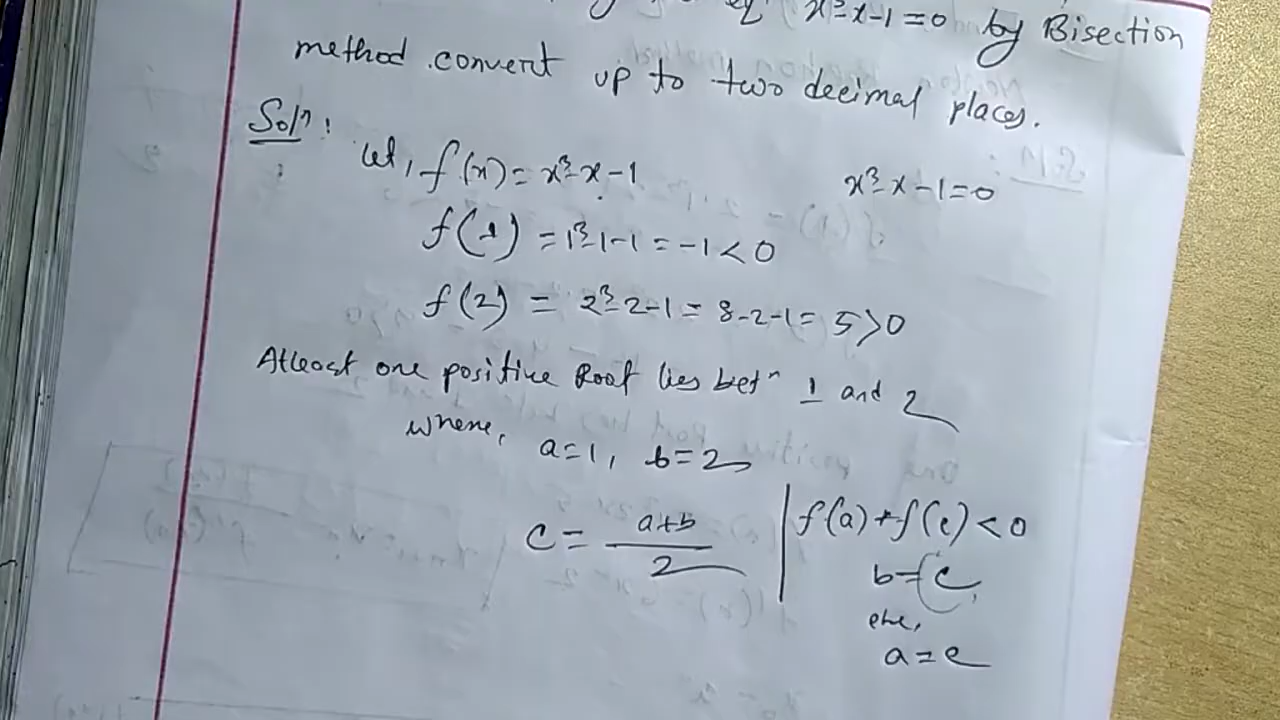 eqⁿ x³-x-1=0 by Bisection
method convert up to two decimal places.
Solⁿ:
let, f(x) = x³-x-1
x³-x-1=0
f(1) = 1³-1-1 = -1<0
f(2) = 2³-2-1 = 8-2-1 = 5>0
Atleast one positive Root lies betⁿ 1 and 2
where,
a=1, b=2
c = a+b / 2
f(a)*f(c)<0
b=c,
else,
a=c